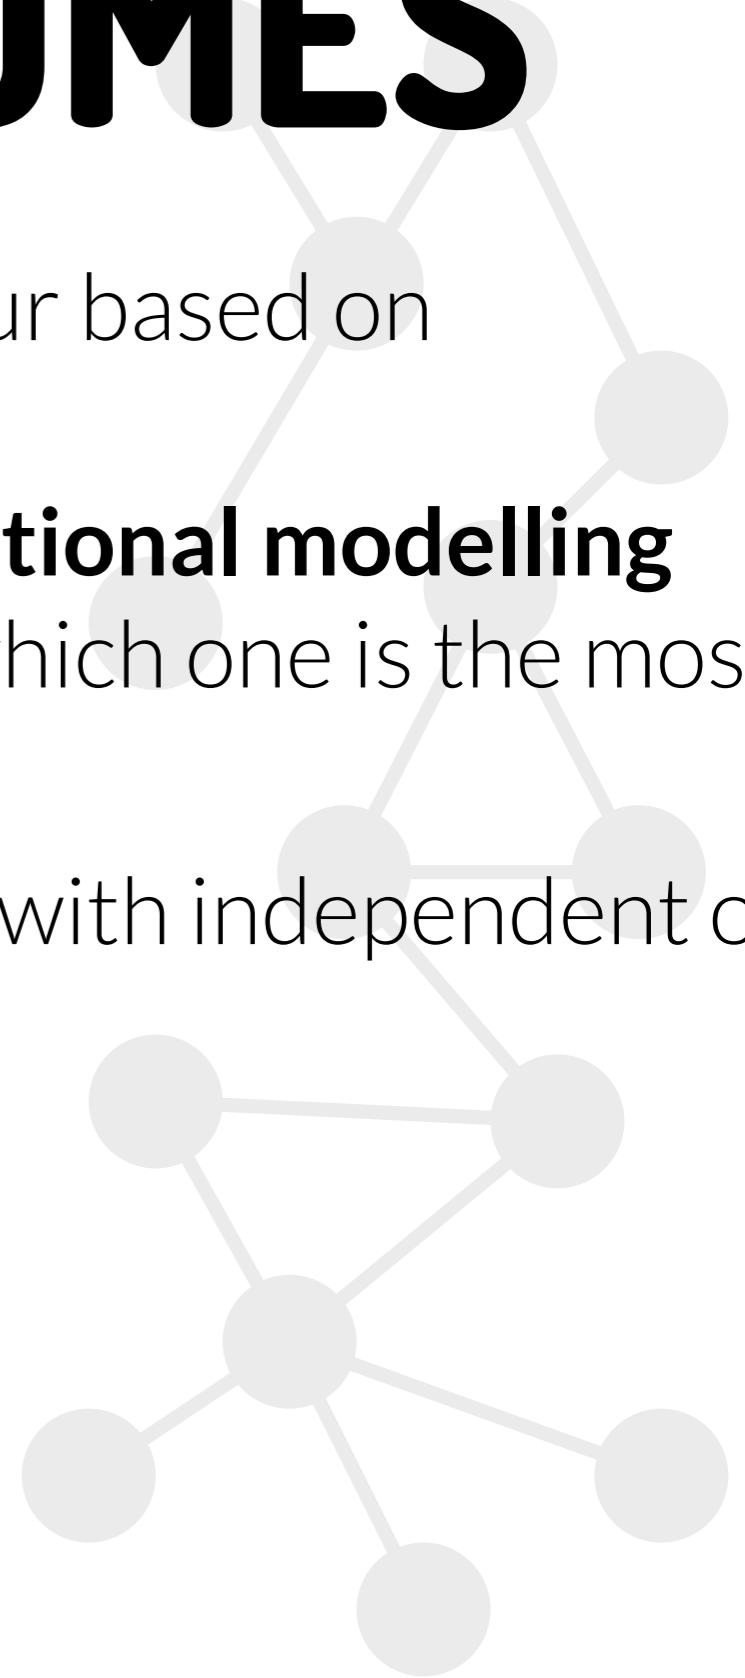 UMES
ur based on
tional modelling
hich one is the mos
with independent o